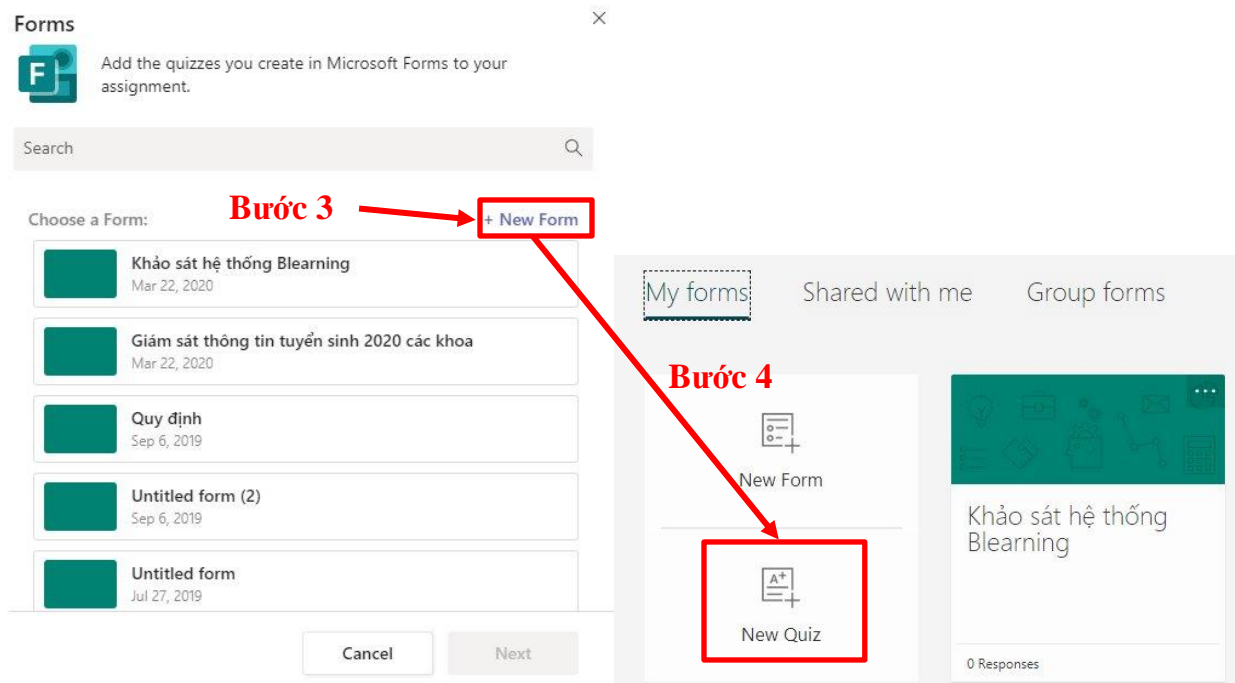 Forms
F
Add the quizzes you create in Microsoft Forms to your
assignment.
Search
Bước 3
Choose a Form:
+ New Form
Khảo sát hệ thống Blearning
Mar 22, 2020
Giám sát thông tin tuyển sinh 2020 các khoa
Mar 22, 2020
Quy định
Sep 6, 2019
Untitled form (2)
Sep 6, 2019
Untitled form
Jul 27, 2019
Cancel
Next
My forms
Shared with me
Group forms
Bước 4
New Form
A+
New Quiz
Khảo sát hệ thống
Blearning
0 Responses